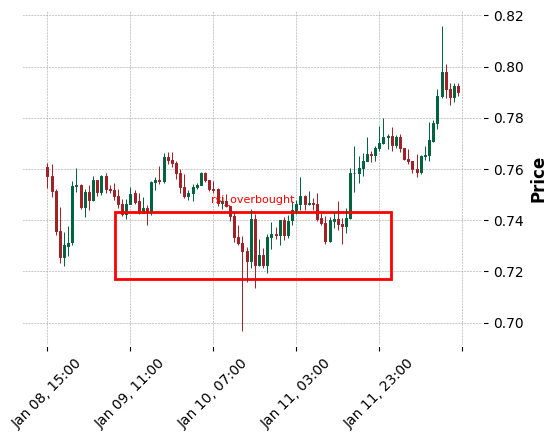 0.82
0.80
0.78
0.76
0.74
0.72
0.70
Price
overbought
Jan 08, 15:00
Jan 09, 11:00
Jan 10, 07:00
Jan 11, 03:00
Jan 11, 23:00